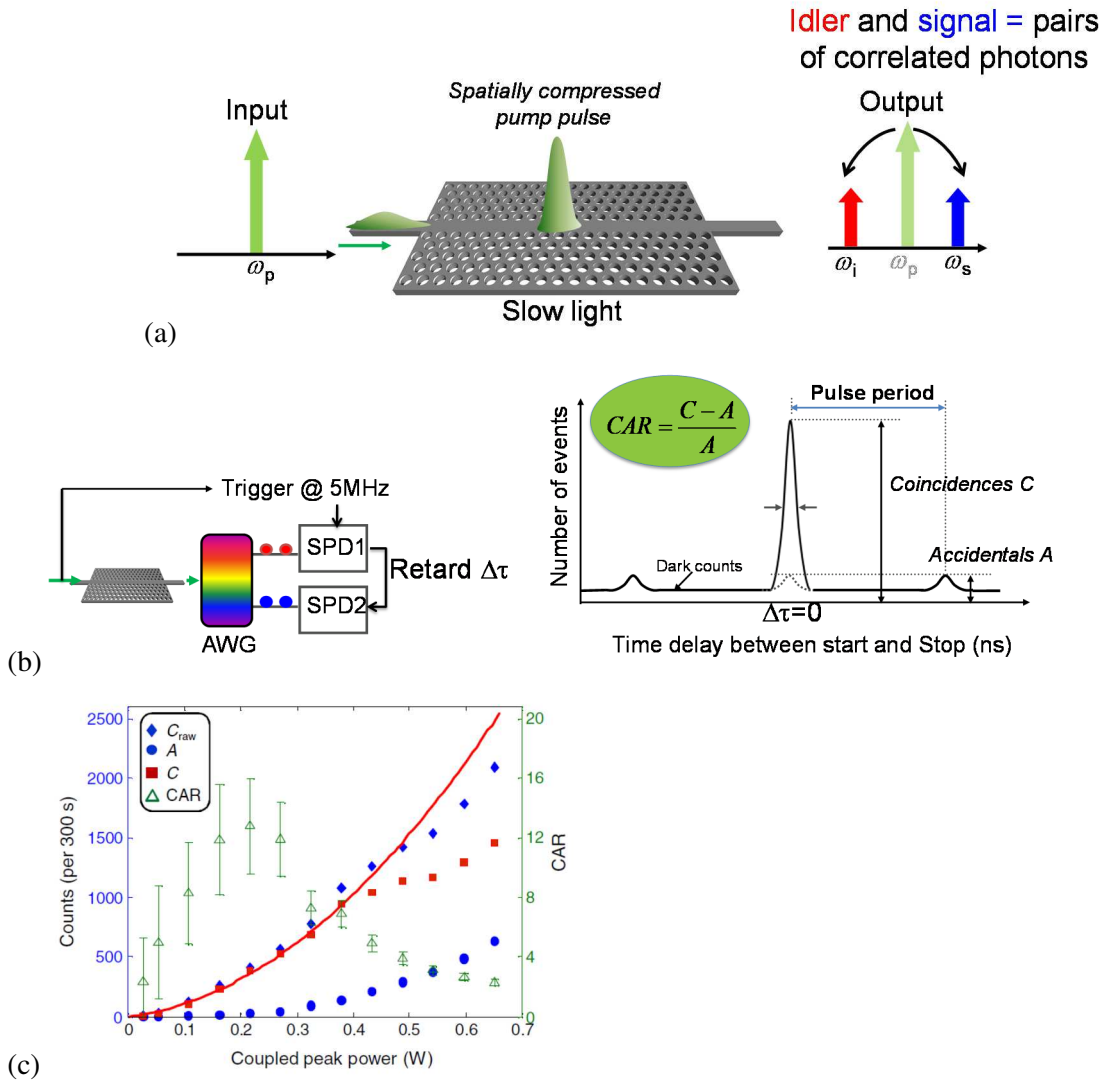 Idler and signal = pairs
of correlated photons
Input
Spatially compressed
pump pulse
Output
ωp
Slow light
ωi ωp ωs
(a)
Trigger @ 5MHz
SPD1
Retard Δτ
SPD2
AWG
CAR = C − A / A
Pulse period
Number of events
Coincidences C
Accidentals A
Dark counts
Δτ=0
Time delay between start and Stop (ns)
(b)
Craw
A
C
CAR
Counts (per 300 s)
2500
2000
1500
1000
500
0
20
16
12
8
4
0
CAR
0 0.1 0.2 0.3 0.4 0.5 0.6 0.7
Coupled peak power (W)
(c)